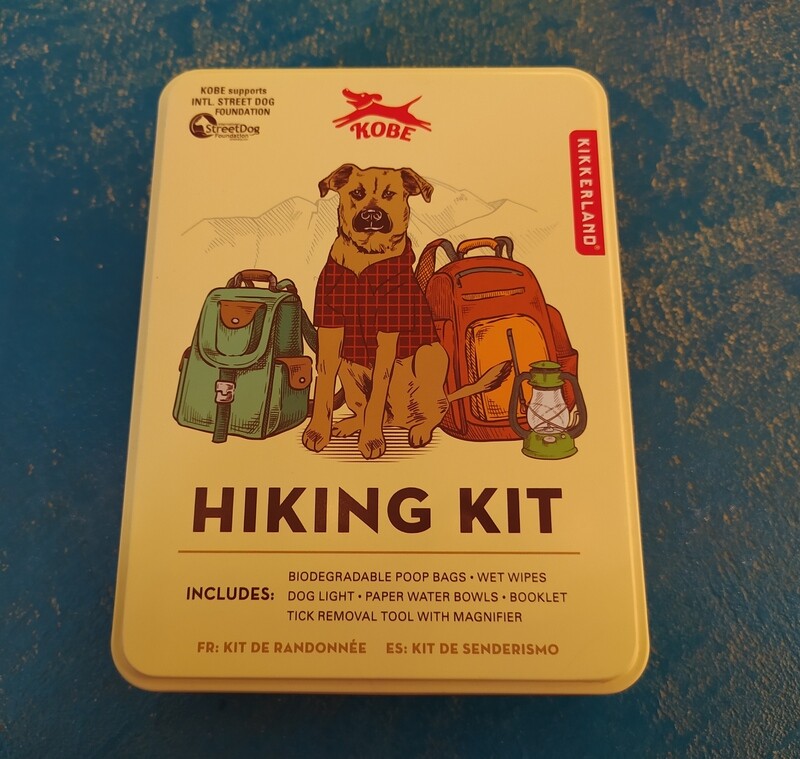 KOBE supports
INTL. STREET DOG
FOUNDATION
StreetDog
Foundation
KOBE
KIKKERLAND®
HIKING KIT
INCLUDES:
BIODEGRADABLE POOP BAGS • WET WIPES
DOG LIGHT • PAPER WATER BOWLS • BOOKLET
TICK REMOVAL TOOL WITH MAGNIFIER
FR: KIT DE RANDONNÉE ES: KIT DE SENDERISMO